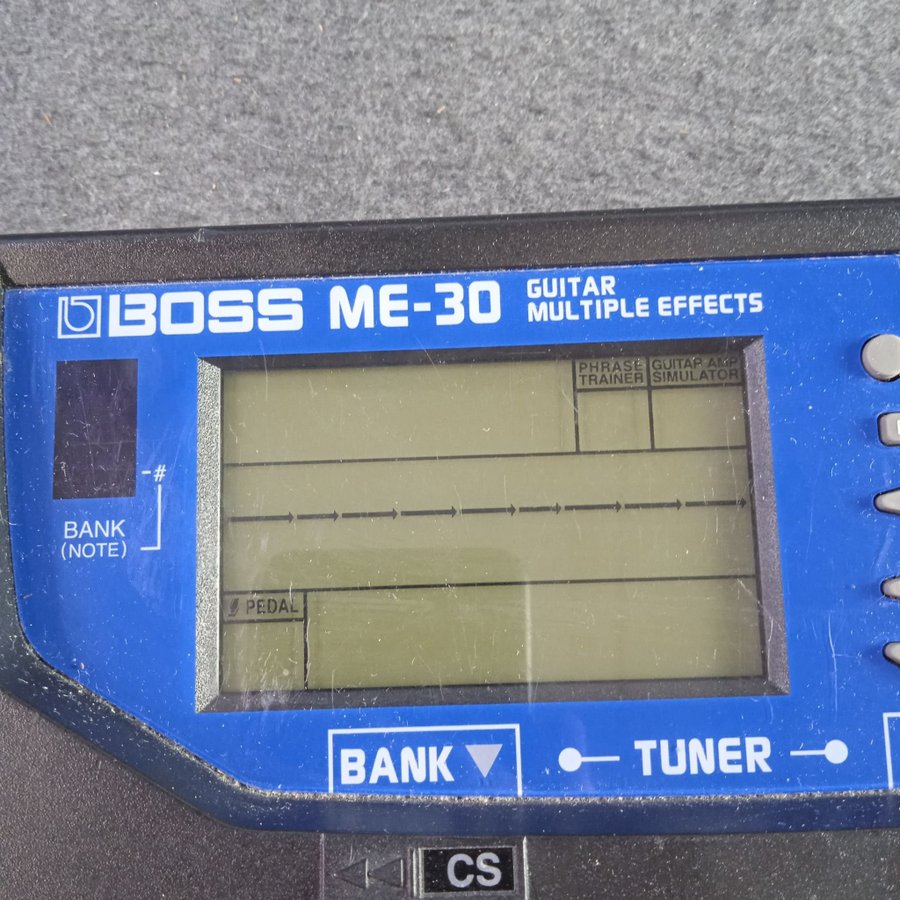 BOSS ME-30 GUITAR
MULTIPLE EFFECTS
PHRASE
TRAINER
GUITAR AMP
SIMULATOR
-#
BANK
(NOTE)
PEDAL
BANK ▼
TUNER
CS